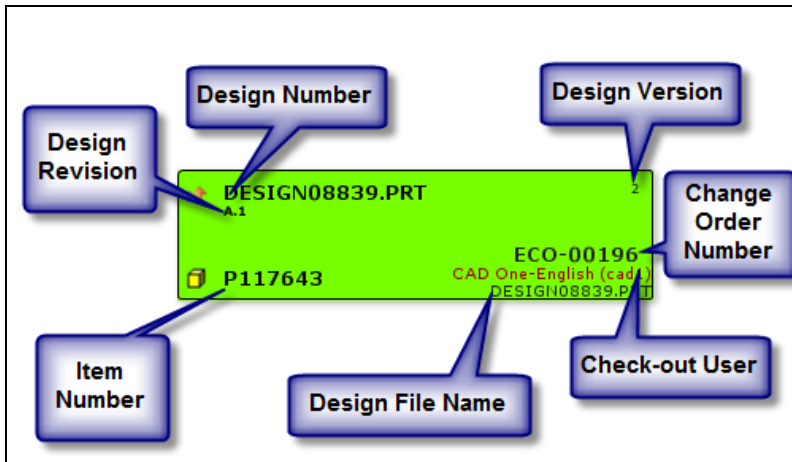 Design Number
Design Version
Design
Revision
DESIGN08839.PRT
2
A.1
Change
Order
Number
ECO-00196
CAD One-English (cad1)
P117643
DESIGN08839.PRT
Item
Number
Design File Name
Check-out User